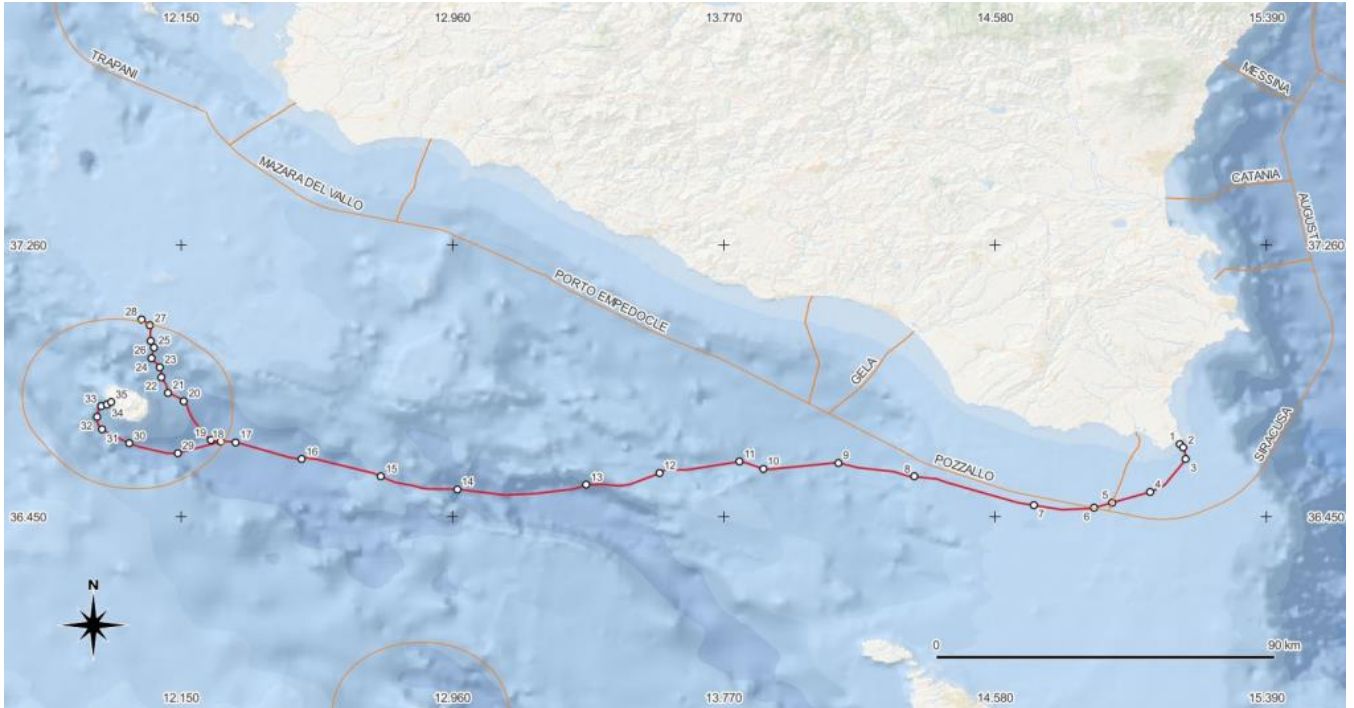 12.150 12.960 13.770 14.580 15.390
TRAPANI
MESSINA
MAZARA DEL VALLO
CATANIA
AUGUST
37.260 37.260
PORTO EMPEDOCLE
28 27
25
26
23
24
GELA
22 21 20
35
33
34
SIRACUSA
32
31 30
19 18 17
29
1 2
3
16
15
14
13
12
11
10
9
8
POZZALLO
7
6
5
4
36.450 36.450
N
0 90 km
12.150 12.960 13.770 14.580 15.390